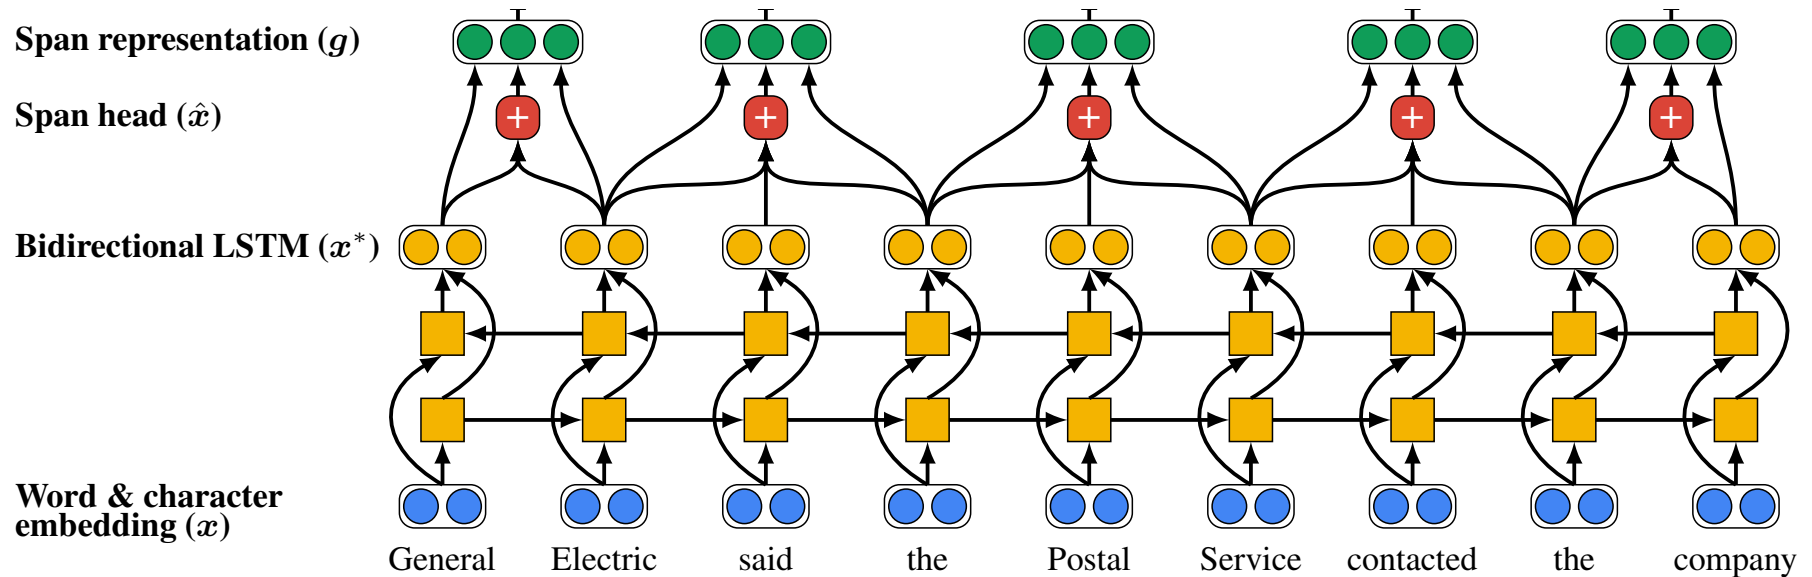 Span representation (g)
Span head (x̂)
+ + + + +
Bidirectional LSTM (x*)
Word & character
embedding (x)
General Electric said the Postal Service contacted the company